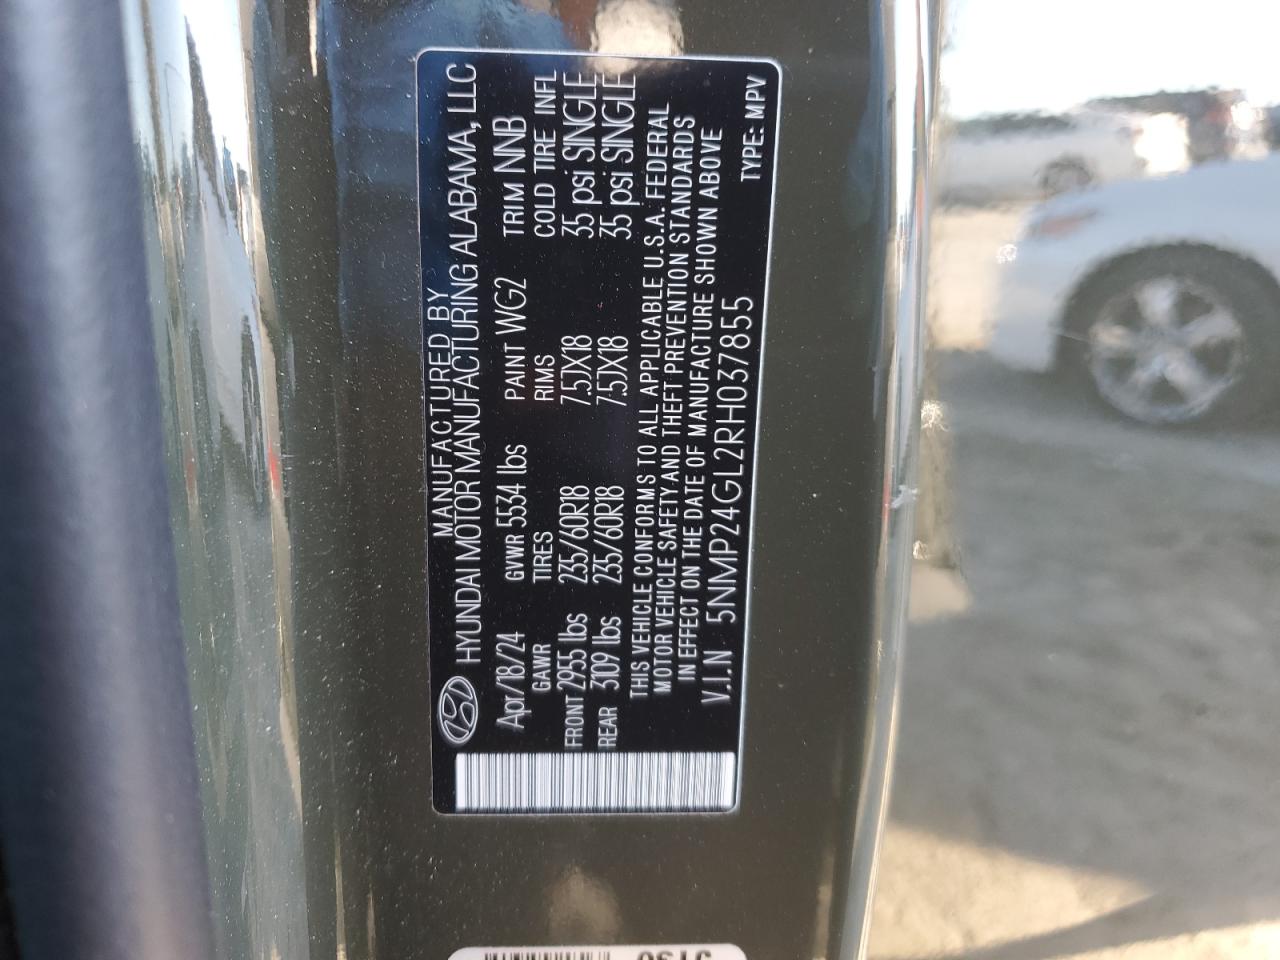 MANUFACTURED BY
HYUNDAI MOTOR MANUFACTURING ALABAMA, LLC
Apr/18/24 GVWR 5534 lbs PAINT WG2 TRIM NNB
GAWR TIRES RIMS COLD TIRE INFL
FRONT 2955 lbs 235/60R18 7.5JX18 35 psi SINGLE
REAR 3109 lbs 235/60R18 7.5JX18 35 psi SINGLE
THIS VEHICLE CONFORMS TO ALL APPLICABLE U.S.A. FEDERAL
MOTOR VEHICLE SAFETY AND THEFT PREVENTION STANDARDS
IN EFFECT ON THE DATE OF MANUFACTURE SHOWN ABOVE
V.I.N 5NMP24GL2RH037855 TYPE: MPV